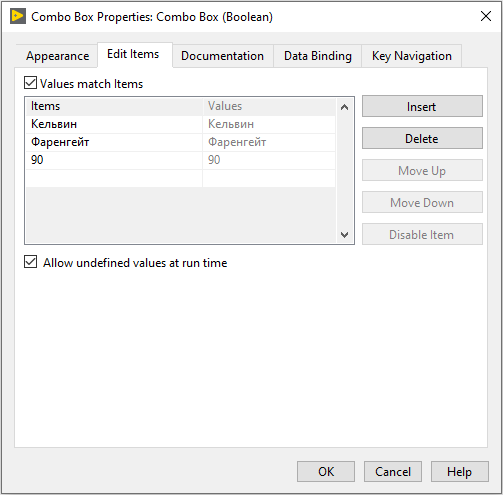 Combo Box Properties: Combo Box (Boolean)
Appearance Edit Items Documentation Data Binding Key Navigation
Values match Items
Items Values
Кельвин Кельвин
Фаренгейт Фаренгейт
90 90
Insert
Delete
Move Up
Move Down
Disable Item
Allow undefined values at run time
OK Cancel Help